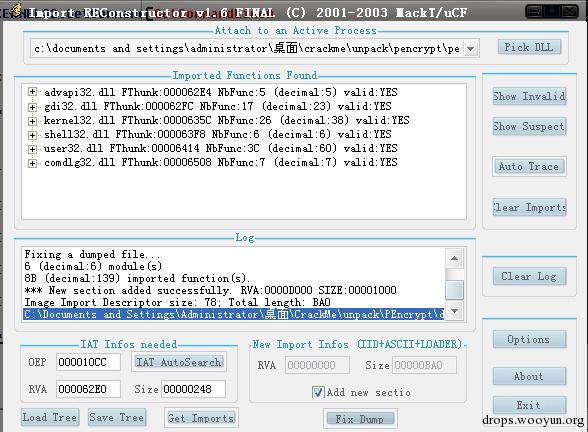 Import REConstructor v1.6 FINAL (C) 2001-2003 MackT/uCF
Attach to an Active Process
c:\documents and settings\administrator\桌面\crackme\unpack\pencrypt\pe
Pick DLL
Imported Functions Found
advapi32.dll FThunk:000062E4 NbFunc:5 (decimal:5) valid:YES
gdi32.dll FThunk:000062FC NbFunc:17 (decimal:23) valid:YES
kernel32.dll FThunk:0000635C NbFunc:26 (decimal:38) valid:YES
shell32.dll FThunk:000063F8 NbFunc:6 (decimal:6) valid:YES
user32.dll FThunk:00006414 NbFunc:3C (decimal:60) valid:YES
comdlg32.dll FThunk:00006508 NbFunc:7 (decimal:7) valid:YES
Show Invalid
Show Suspect
Auto Trace
Clear Imports
Log
Fixing a dumped file...
6 (decimal:6) module(s)
8B (decimal:139) imported function(s).
*** New section added successfully. RVA:0000D000 SIZE:00001000
Image Import Descriptor size: 78; Total length: BA0
C:\Documents and Settings\Administrator\桌面\CrackMe\unpack\PEncrypt\d
Clear Log
IAT Infos needed
OEP 000010CC IAT AutoSearch
RVA 000062E0 Size 00000248
New Import Infos (IID+ASCII+LOADER)
RVA 00000000 Size 00000BA0
Add new sectio
Load Tree Save Tree Get Imports Fix Dump
Options
About
Exit
drops.wooyun.org